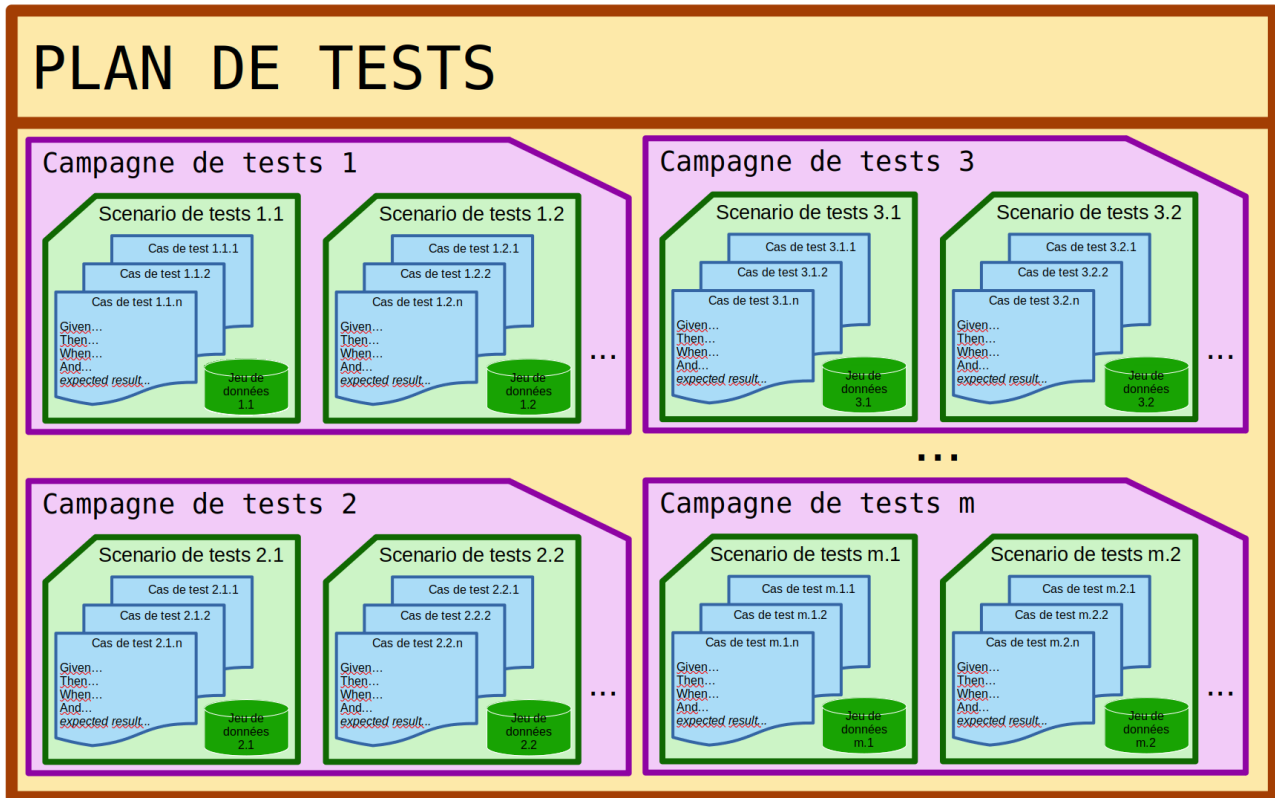 PLAN DE TESTS
Campagne de tests 1
Scenario de tests 1.1
Cas de test 1.1.1
Cas de test 1.1.2
Cas de test 1.1.n
Given...
Then...
When...
And...
expected result...
Jeu de
données
1.1
Scenario de tests 1.2
Cas de test 1.2.1
Cas de test 1.2.2
Cas de test 1.2.n
Given...
Then...
When...
And...
expected result...
Jeu de
données
1.2
...
Campagne de tests 3
Scenario de tests 3.1
Cas de test 3.1.1
Cas de test 3.1.2
Cas de test 3.1.n
Given...
Then...
When...
And...
expected result...
Jeu de
données
3.1
Scenario de tests 3.2
Cas de test 3.2.1
Cas de test 3.2.2
Cas de test 3.2.n
Given...
Then...
When...
And...
expected result...
Jeu de
données
3.2
...
...
Campagne de tests 2
Scenario de tests 2.1
Cas de test 2.1.1
Cas de test 2.1.2
Cas de test 2.1.n
Given...
Then...
When...
And...
expected result...
Jeu de
données
2.1
Scenario de tests 2.2
Cas de test 2.2.1
Cas de test 2.2.2
Cas de test 2.2.n
Given...
Then...
When...
And...
expected result...
Jeu de
données
2.2
...
Campagne de tests m
Scenario de tests m.1
Cas de test m.1.1
Cas de test m.1.2
Cas de test m.1.n
Given...
Then...
When...
And...
expected result...
Jeu de
données
m.1
Scenario de tests m.2
Cas de test m.2.1
Cas de test m.2.2
Cas de test m.2.n
Given...
Then...
When...
And...
expected result...
Jeu de
données
m.2
...